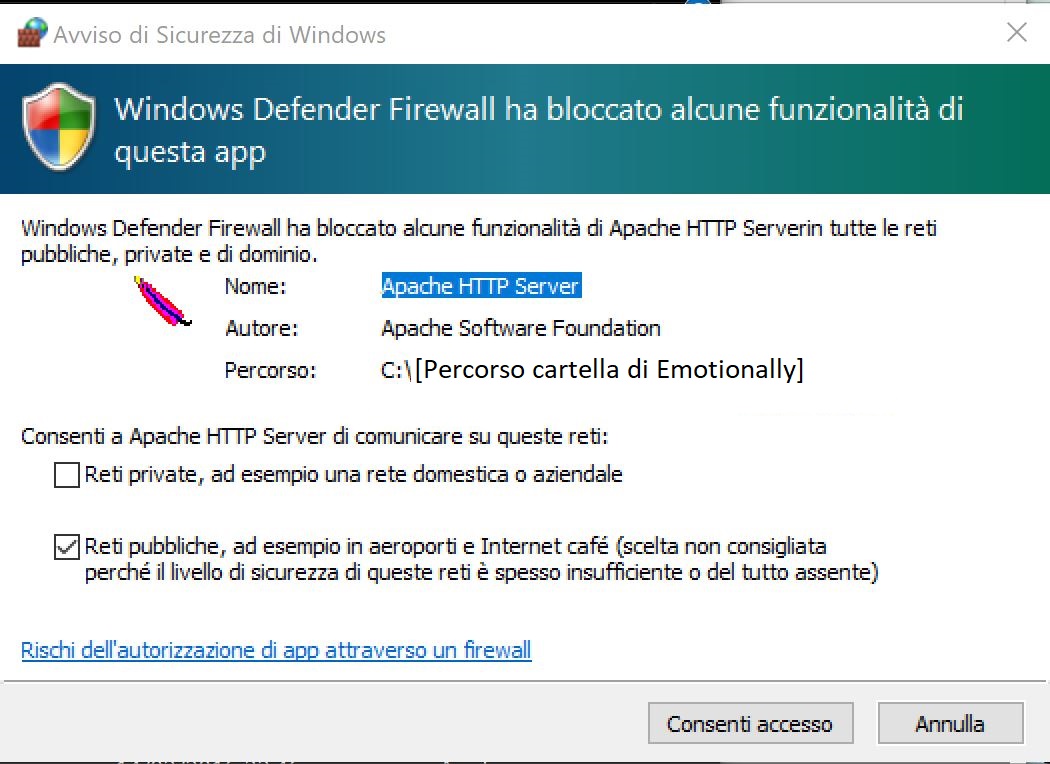 Avviso di Sicurezza di Windows
Windows Defender Firewall ha bloccato alcune funzionalità di
questa app
Windows Defender Firewall ha bloccato alcune funzionalità di Apache HTTP Serverin tutte le reti
pubbliche, private e di dominio.
Nome: Apache HTTP Server
Autore: Apache Software Foundation
Percorso: C:\[Percorso cartella di Emotionally]
Consenti a Apache HTTP Server di comunicare su queste reti:
Reti private, ad esempio una rete domestica o aziendale
Reti pubbliche, ad esempio in aeroporti e Internet café (scelta non consigliata
perché il livello di sicurezza di queste reti è spesso insufficiente o del tutto assente)
Rischi dell'autorizzazione di app attraverso un firewall
Consenti accesso Annulla